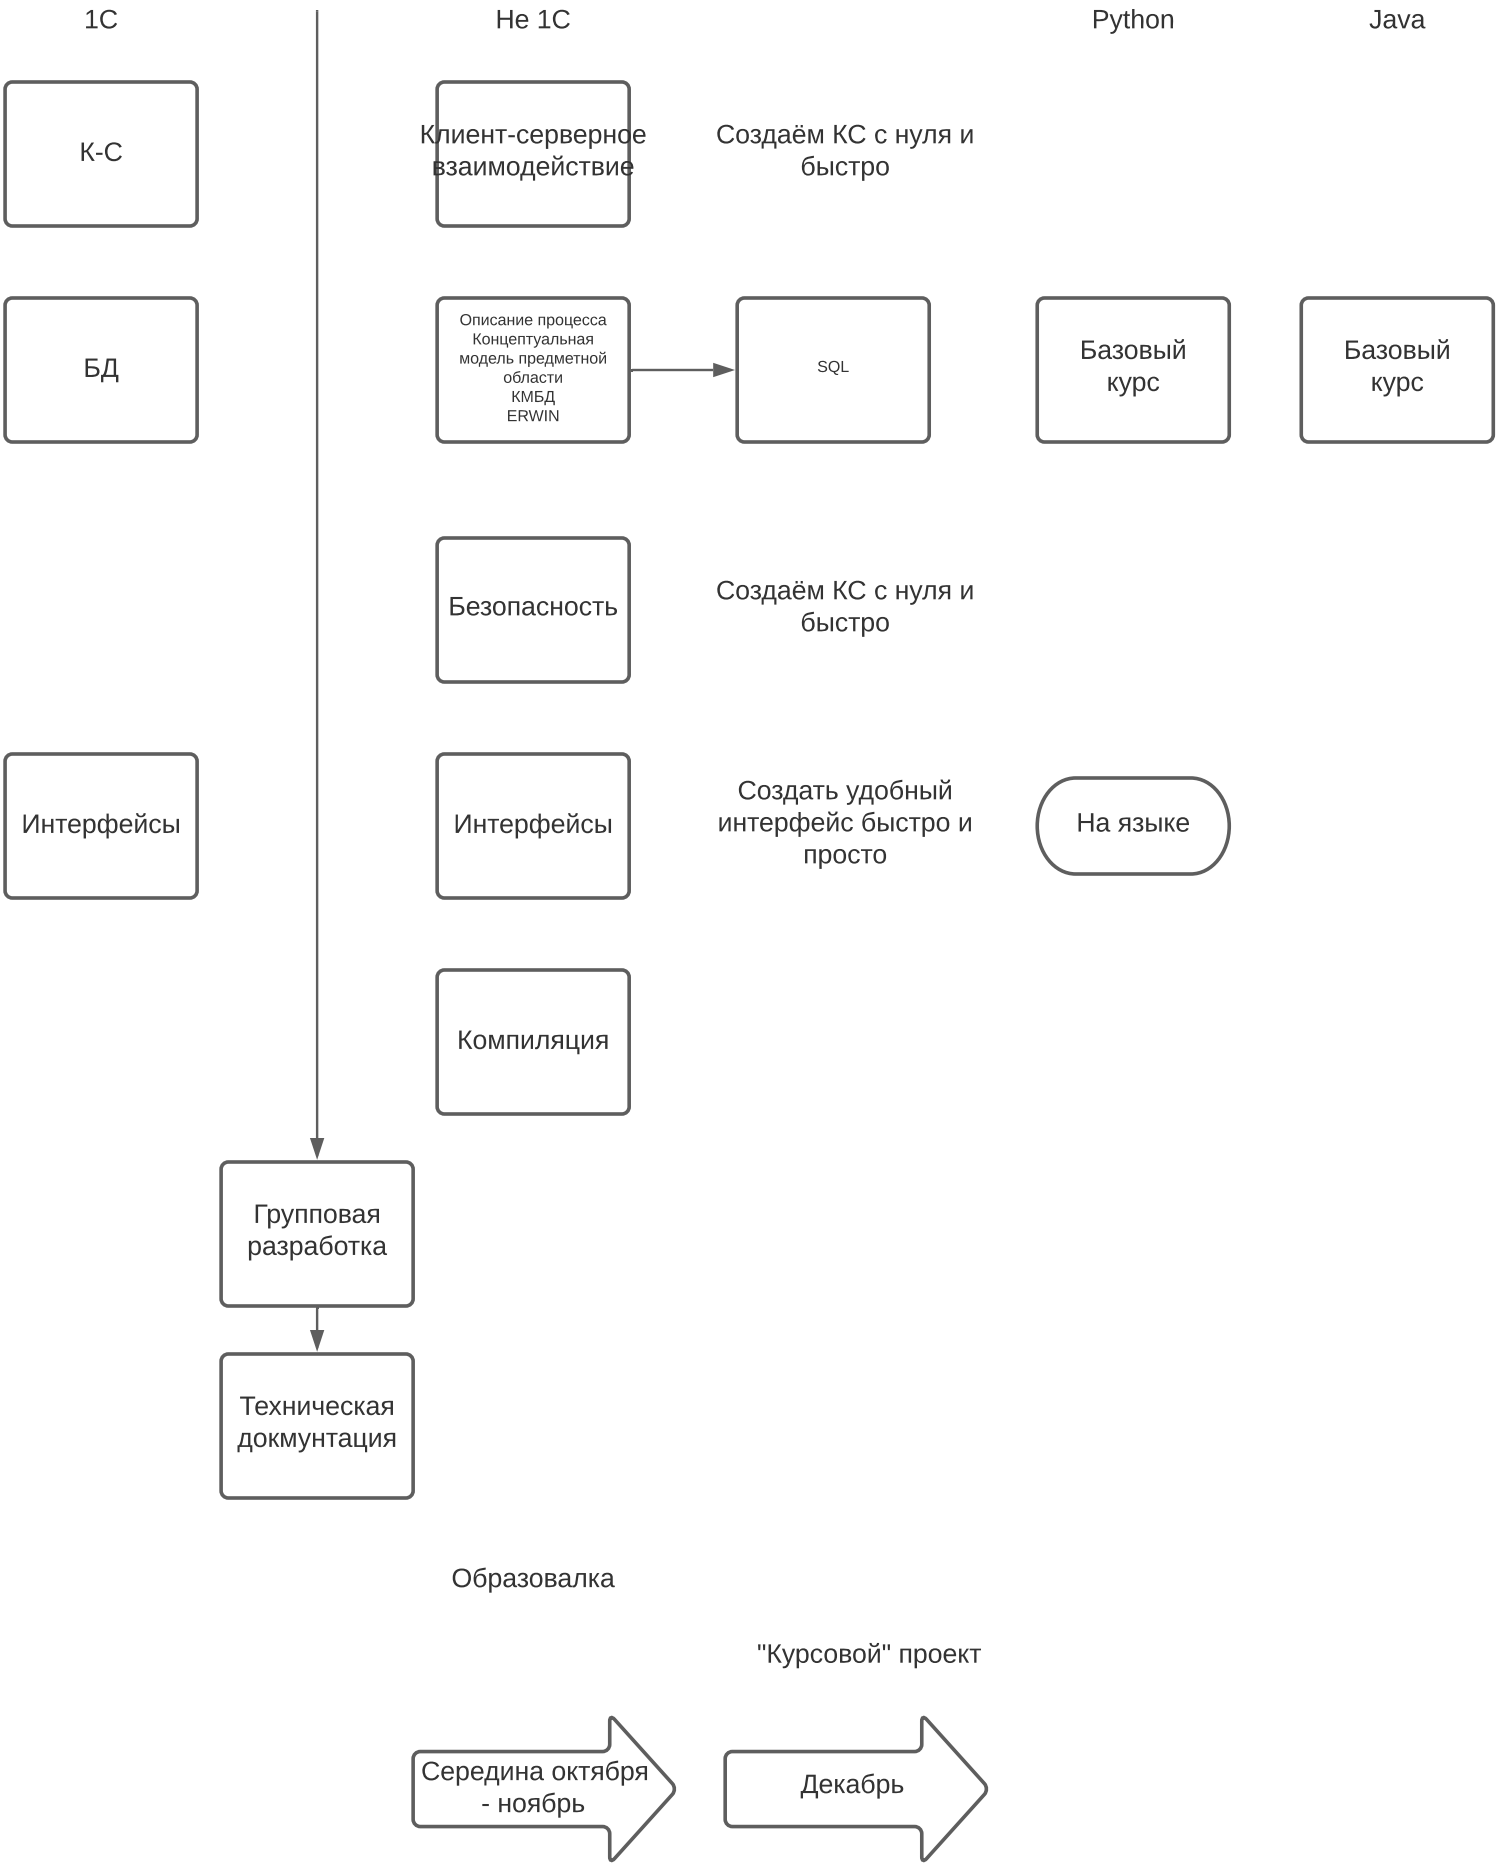 1С
Не 1С
Python
Java
К-С
Клиент-серверное
взаимодействие
Создаём КС с нуля и
быстро
БД
Описание процесса
Концептуальная
модель предметной
области
КМБД
ERWIN
SQL
Базовый
курс
Базовый
курс
Безопасность
Создаём КС с нуля и
быстро
Интерфейсы
Интерфейсы
Создать удобный
интерфейс быстро и
просто
На языке
Компиляция
Групповая
разработка
Техническая
докмунтация
Образовалка
"Курсовой" проект
Середина октября
- ноябрь
Декабрь